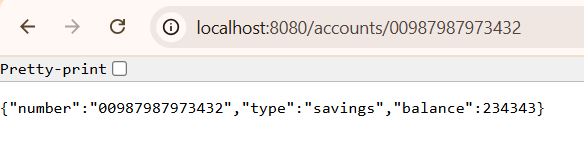 localhost:8080/accounts/00987987973432
Pretty-print
{"number":"00987987973432","type":"savings","balance":234343}